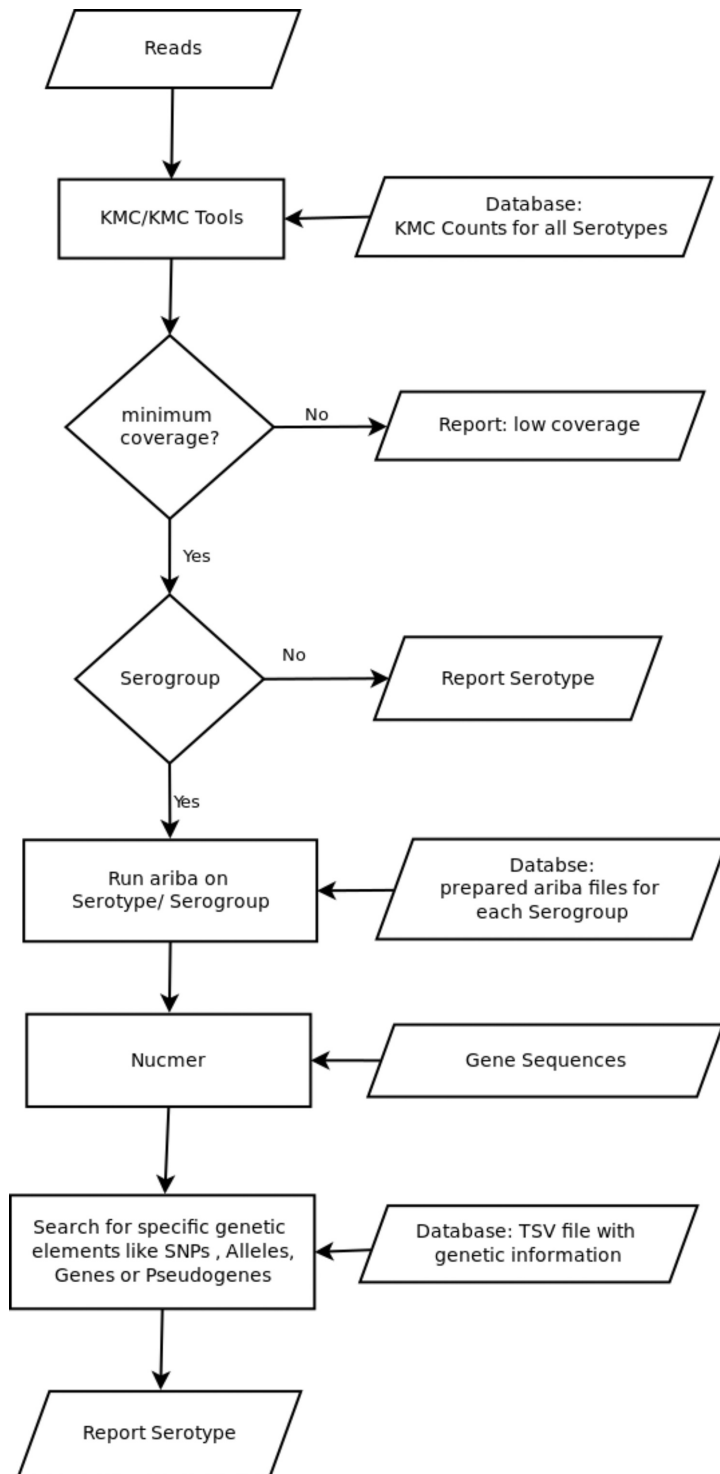 Reads
KMC/KMC Tools
Database:
KMC Counts for all Serotypes
minimum
coverage?
No
Report: low coverage
Yes
Serogroup
No
Report Serotype
Yes
Run ariba on
Serotype/ Serogroup
Databse:
prepared ariba files for
each Serogroup
Nucmer
Gene Sequences
Search for specific genetic
elements like SNPs , Alleles,
Genes or Pseudogenes
Database: TSV file with
genetic information
Report Serotype